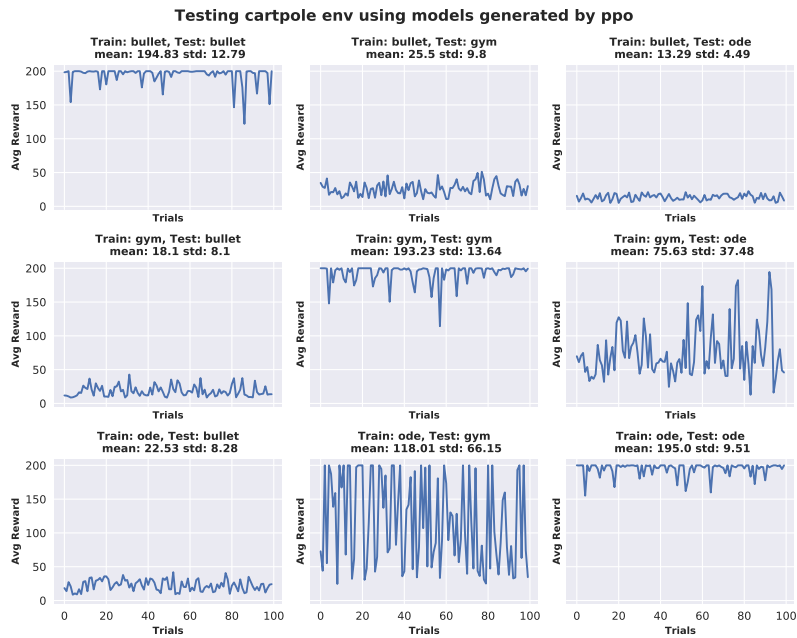 Testing cartpole env using models generated by ppo
Train: bullet, Test: bullet
mean: 194.83 std: 12.79
Train: bullet, Test: gym
mean: 25.5 std: 9.8
Train: bullet, Test: ode
mean: 13.29 std: 4.49
200
150
100
50
0
Avg Reward
Avg Reward
Avg Reward
Trials
Trials
Trials
Train: gym, Test: bullet
mean: 18.1 std: 8.1
Train: gym, Test: gym
mean: 193.23 std: 13.64
Train: gym, Test: ode
mean: 75.63 std: 37.48
200
150
100
50
0
Avg Reward
Avg Reward
Avg Reward
Trials
Trials
Trials
Train: ode, Test: bullet
mean: 22.53 std: 8.28
Train: ode, Test: gym
mean: 118.01 std: 66.15
Train: ode, Test: ode
mean: 195.0 std: 9.51
200
150
100
50
0
Avg Reward
Avg Reward
Avg Reward
0 20 40 60 80 100
0 20 40 60 80 100
0 20 40 60 80 100
Trials
Trials
Trials